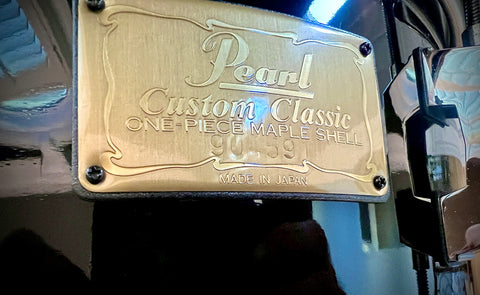 Pearl
Custom Classic
ONE-PIECE MAPLE SHELL
MADE IN JAPAN